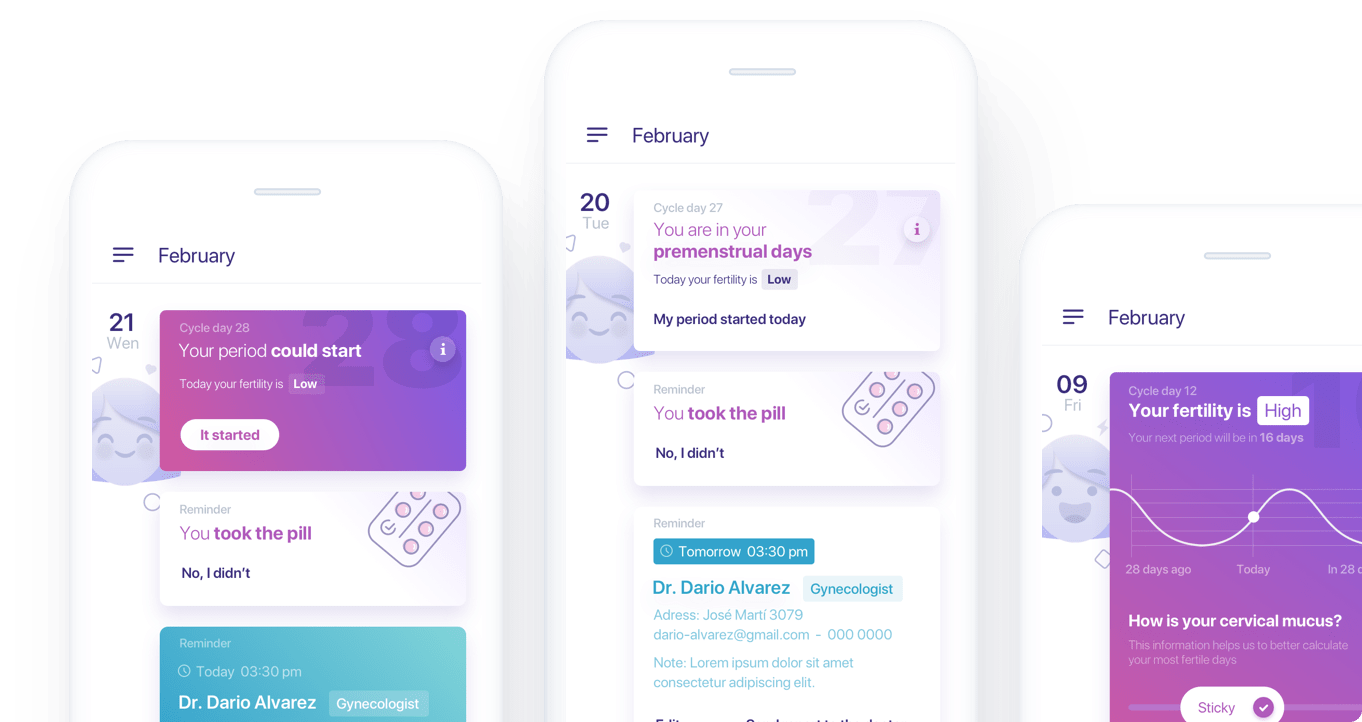 February
21
Wen
28
Cycle day 28
Your period could start
i
Today your fertility is Low
It started
Reminder
You took the pill
No, I didn’t
Reminder
Today 03:30 pm
Dr. Dario Alvarez Gynecologist
February
20
Tue
27
Cycle day 27
You are in your
premenstrual days
i
Today your fertility is Low
My period started today
Reminder
You took the pill
No, I didn’t
Reminder
Tomorrow 03:30 pm
Dr. Dario Alvarez Gynecologist
Adress: José Martí 3079
dario-alvarez@gmail.com - 000 0000
Note: Lorem ipsum dolor sit amet
consectetur adipiscing elit.
February
09
Fri
Cycle day 12
Your fertility is High
Your next period will be in 16 days
28 days ago Today In 28
How is your cervical mucus?
This information helps us to better calculate
your most fertile days
Sticky